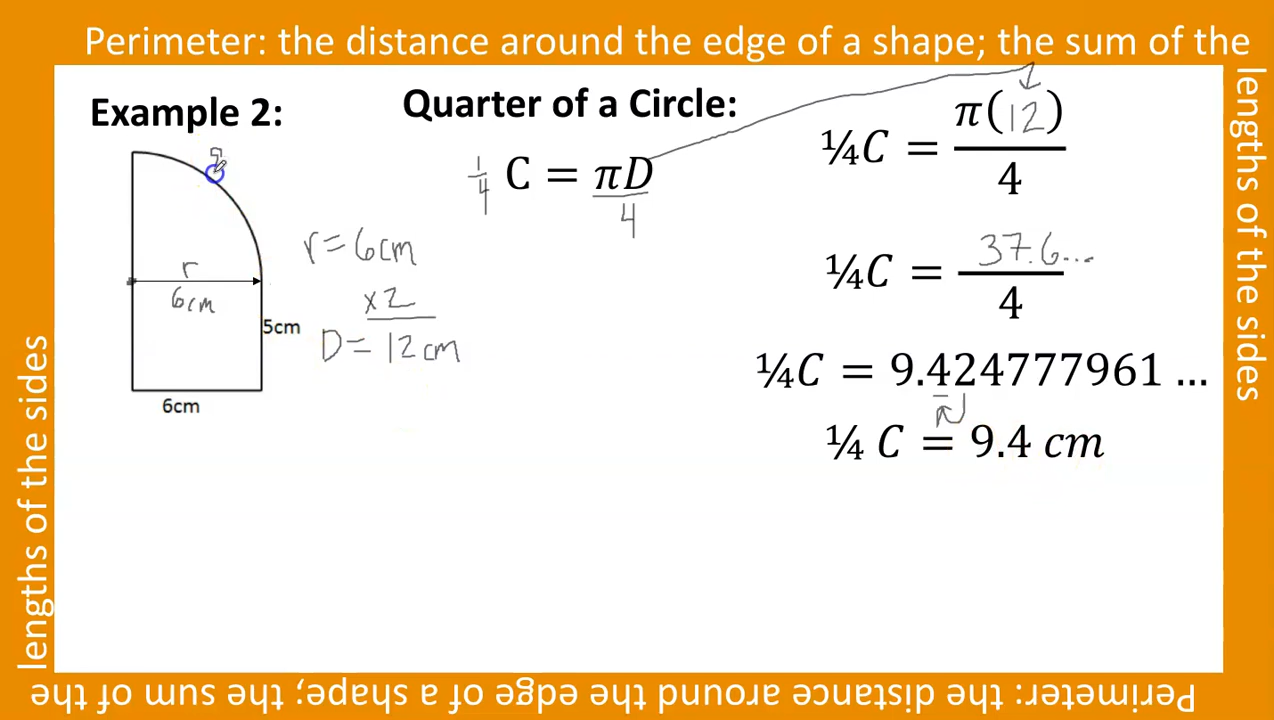 Perimeter: the distance around the edge of a shape; the sum of the
lengths of the sides
Perimeter: the distance around the edge of a shape; the sum of the
lengths of the sides
Example 2:
r
6cm
5cm
6cm
r = 6cm
x2
D = 12cm
Quarter of a Circle:
¼ C = πD/4
¼C = π(12)/4
¼C = 37.6.../4
¼C = 9.424777961 ...
¼ C = 9.4 cm